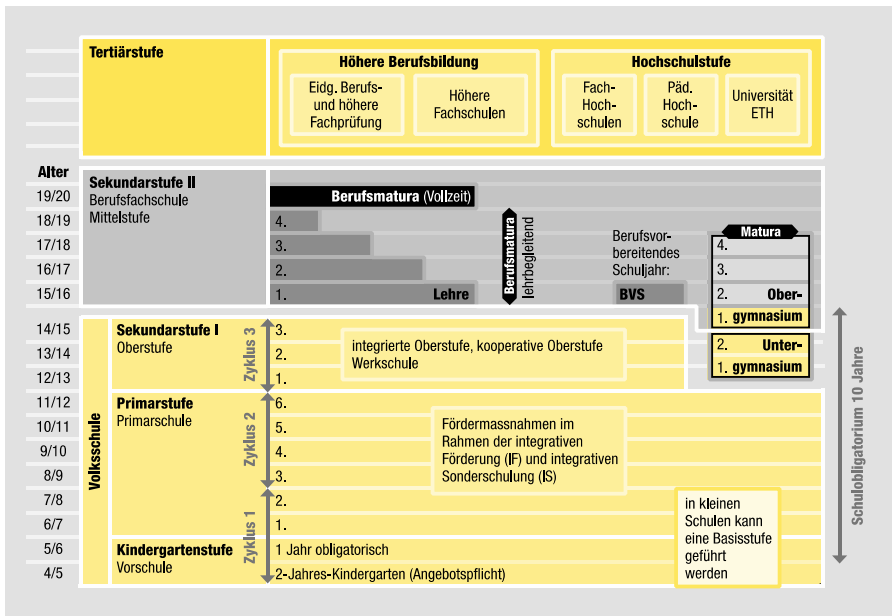 Tertiärstufe
Höhere Berufsbildung
Eidg. Berufs-
und höhere
Fachprüfung
Höhere
Fachschulen
Hochschulstufe
Fach-
Hoch-
schulen
Päd.
Hoch-
schule
Universität
ETH
Alter
19/20
18/19
17/18
16/17
15/16
14/15
13/14
12/13
11/12
10/11
9/10
8/9
7/8
6/7
5/6
4/5
Sekundarstufe II
Berufsfachschule
Mittelstufe
Berufsmatura (Vollzeit)
4.
3.
2.
1. Lehre
Berufsmatura
lehrbegleitend
Berufsvor-
bereitendes
Schuljahr:
BVS
Matura
4.
3.
2. Ober-
1. gymnasium
2. Unter-
1. gymnasium
Volksschule
Sekundarstufe I
Oberstufe
Zyklus 3
3.
2.
1.
integrierte Oberstufe, kooperative Oberstufe
Werkschule
Primarstufe
Primarschule
Zyklus 2
6.
5.
4.
3.
2.
1.
Fördermassnahmen im
Rahmen der integrativen
Förderung (IF) und integrativen
Sonderschulung (IS)
Zyklus 1
Kindergartenstufe
Vorschule
1 Jahr obligatorisch
2-Jahres-Kindergarten (Angebotspflicht)
in kleinen
Schulen kann
eine Basisstufe
geführt
werden
Schulobligatorium 10 Jahre